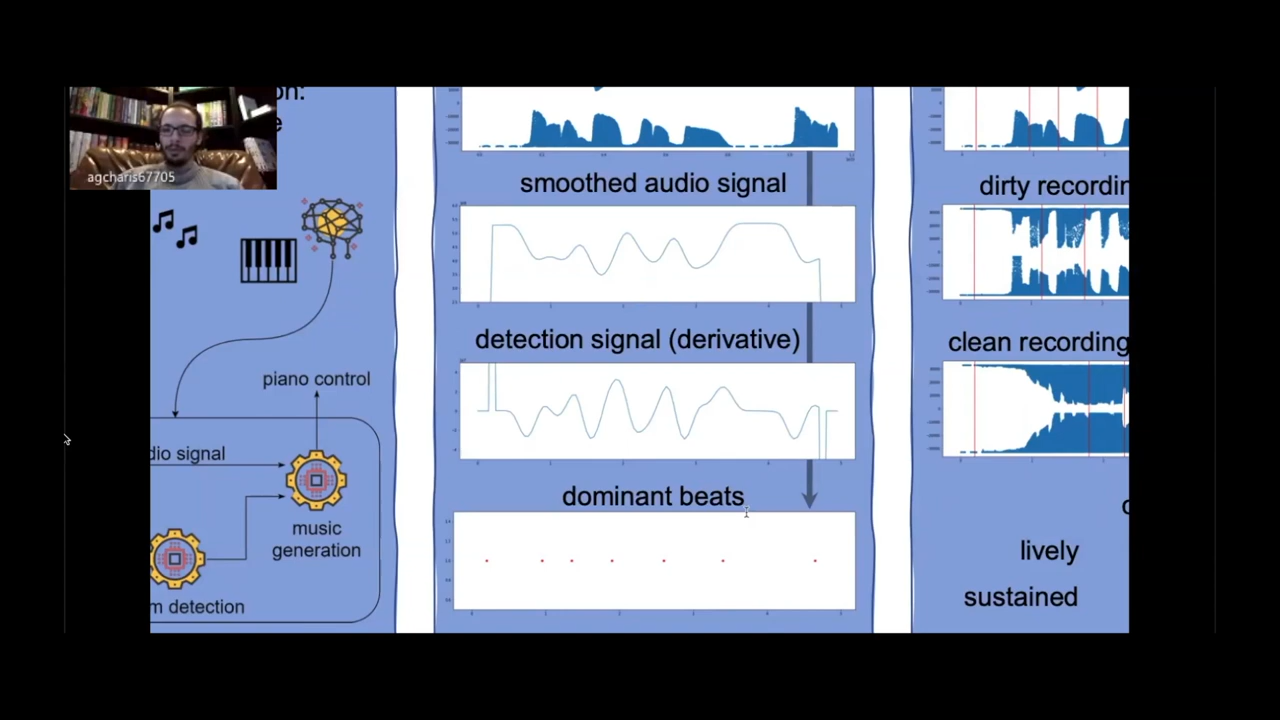 on:
e
agcharis67705
piano control
dio signal
music
generation
m detection
smoothed audio signal
detection signal (derivative)
dominant beats
dirty recordin
clean recording
lively
sustained